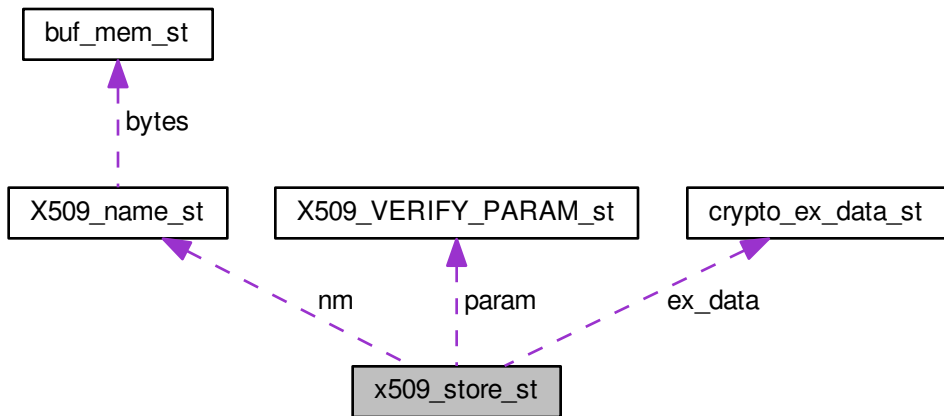 buf_mem_st
bytes
X509_name_st
X509_VERIFY_PARAM_st
crypto_ex_data_st
nm
param
ex_data
x509_store_st